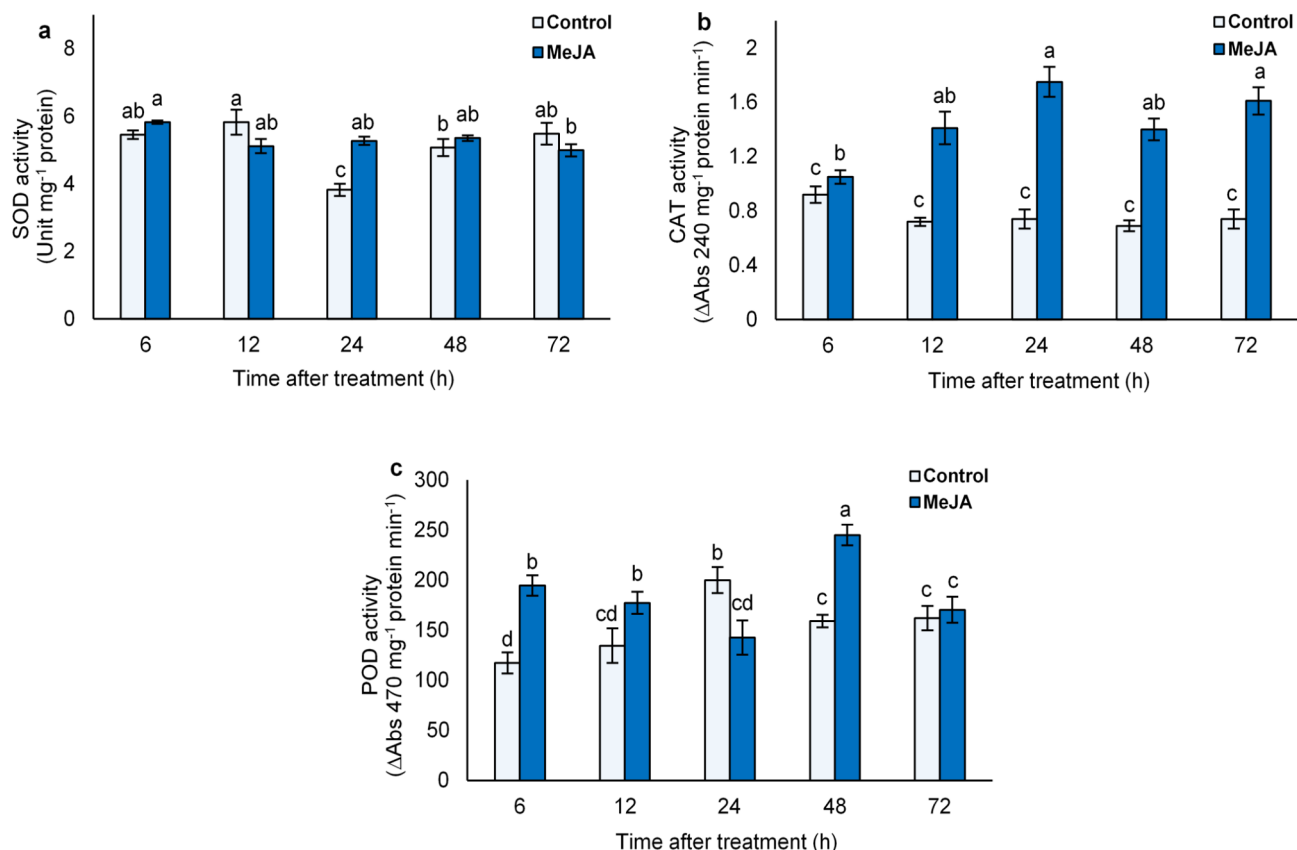 a
Control
MeJA
SOD activity
(Unit mg⁻¹ protein)
8
6
4
2
0
ab a a ab c ab b ab ab b
6 12 24 48 72
Time after treatment (h)
b
Control
MeJA
CAT activity
(ΔAbs 240 mg⁻¹ protein min⁻¹)
2
1.6
1.2
0.8
0.4
0
c b c ab c a c ab c a
6 12 24 48 72
Time after treatment (h)
c
Control
MeJA
POD activity
(ΔAbs 470 mg⁻¹ protein min⁻¹)
300
250
200
150
100
50
0
d b cd b b cd c a c c
6 12 24 48 72
Time after treatment (h)